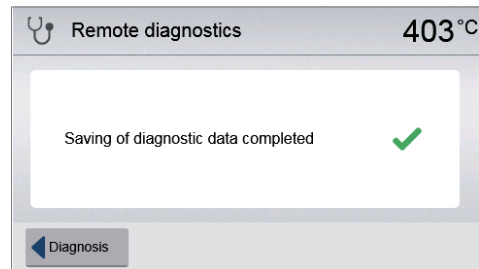 Remote diagnostics 403 °C
Saving of diagnostic data completed
Diagnosis